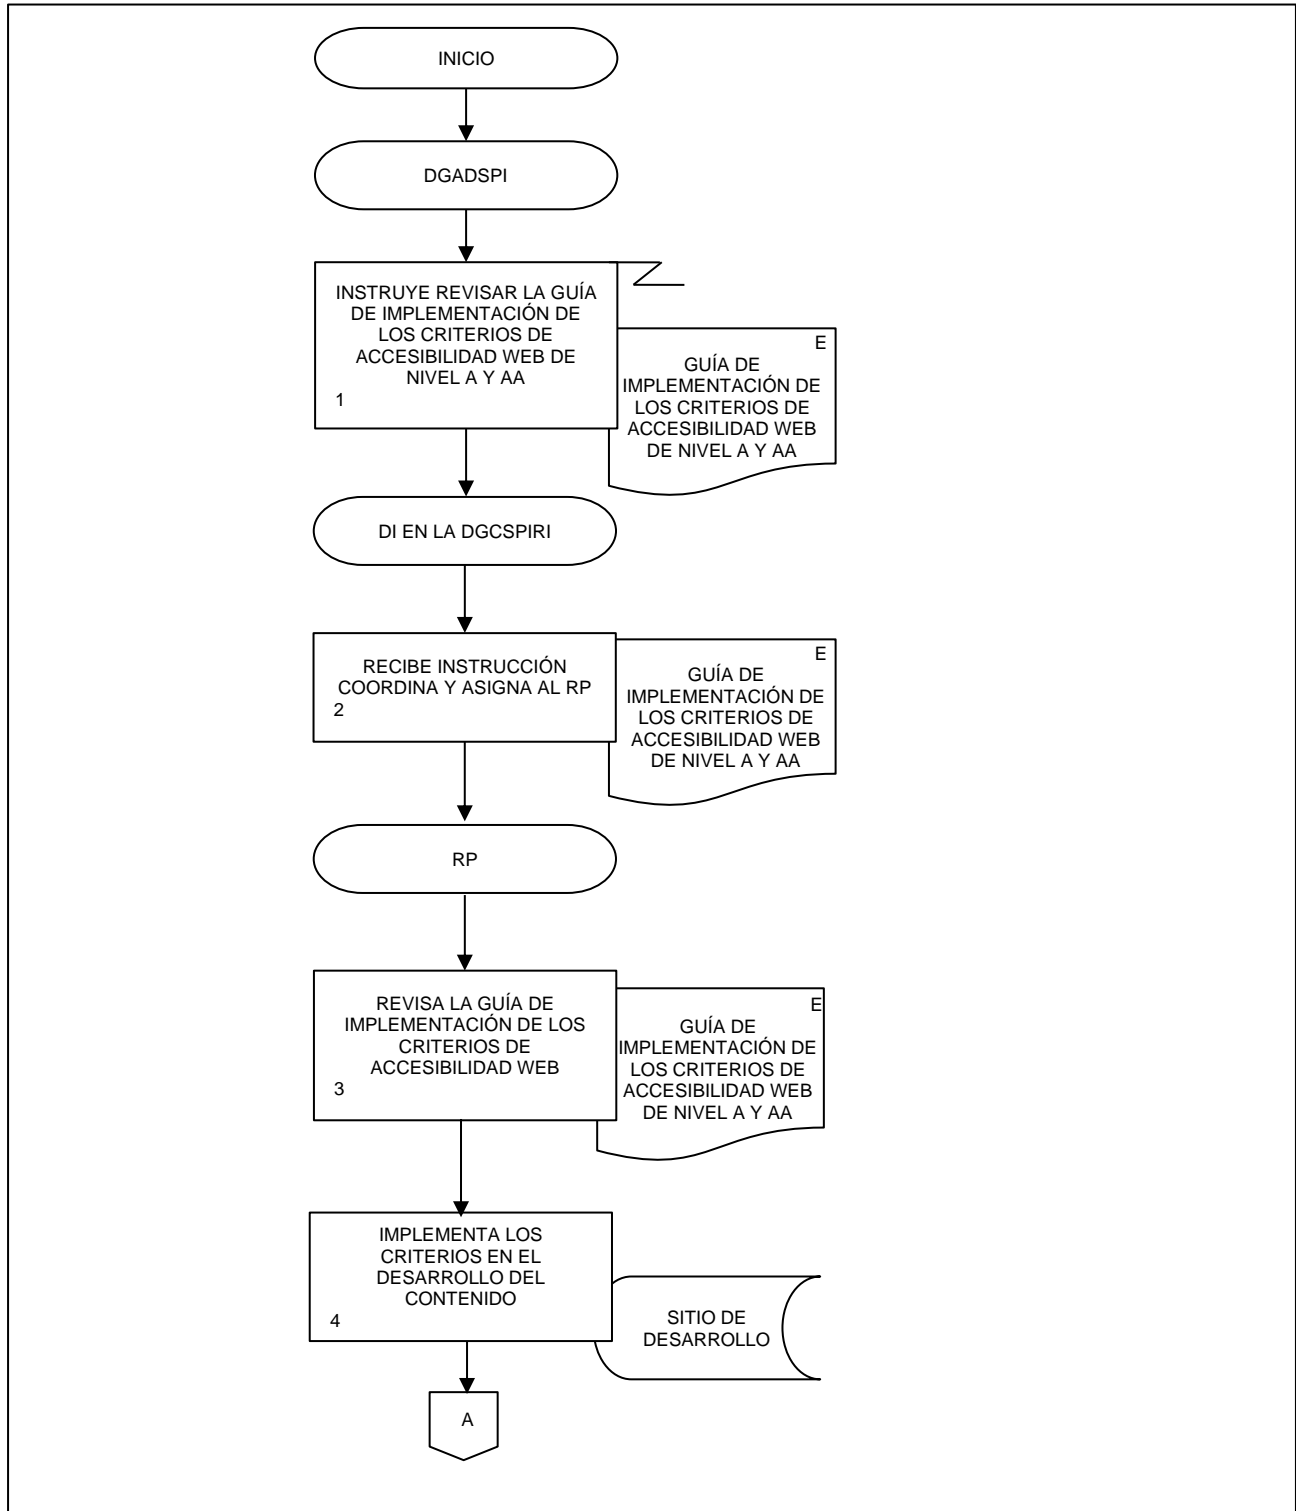 INICIO
DGADSPI
INSTRUYE REVISAR LA GUÍA
DE IMPLEMENTACIÓN DE
LOS CRITERIOS DE
ACCESIBILIDAD WEB DE
NIVEL A Y AA
1
E
GUÍA DE
IMPLEMENTACIÓN DE
LOS CRITERIOS DE
ACCESIBILIDAD WEB
DE NIVEL A Y AA
DI EN LA DGCSPIRI
RECIBE INSTRUCCIÓN
COORDINA Y ASIGNA AL RP
2
E
GUÍA DE
IMPLEMENTACIÓN DE
LOS CRITERIOS DE
ACCESIBILIDAD WEB
DE NIVEL A Y AA
RP
REVISA LA GUÍA DE
IMPLEMENTACIÓN DE LOS
CRITERIOS DE
ACCESIBILIDAD WEB
3
E
GUÍA DE
IMPLEMENTACIÓN DE
LOS CRITERIOS DE
ACCESIBILIDAD WEB
DE NIVEL A Y AA
IMPLEMENTA LOS
CRITERIOS EN EL
DESARROLLO DEL
CONTENIDO
4
SITIO DE
DESARROLLO
A